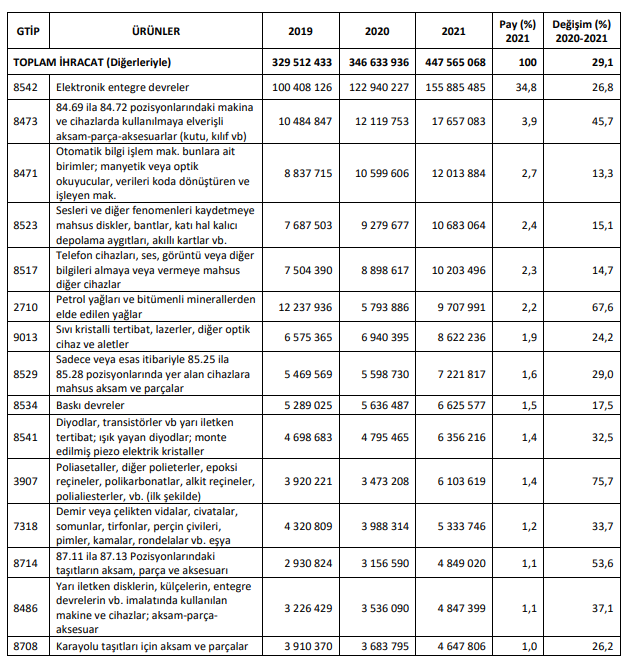 GTİP ÜRÜNLER 2019 2020 2021 Pay (%) 2021 Değişim (%) 2020-2021
TOPLAM İHRACAT (Diğerleriyle) 329 512 433 346 633 936 447 565 068 100 29,1
8542 Elektronik entegre devreler 100 408 126 122 940 227 155 885 485 34,8 26,8
84.69 ila 84.72 pozisyonlarındaki makina
8473 ve cihazlarda kullanılmaya elverişli 10 484 847 12 119 753 17 657 083 3,9 45,7
aksam-parça-aksesuarlar (kutu, kılıf vb)
Otomatik bilgi işlem mak. bunlara ait
8471 birimler; manyetik veya optik 8 837 715 10 599 606 12 013 884 2,7 13,3
okuyucular, verileri koda dönüştüren ve
işleyen mak.
Sesleri ve diğer fenomenleri kaydetmeye
8523 mahsus diskler, bantlar, katı hal kalıcı 7 687 503 9 279 677 10 683 064 2,4 15,1
depolama aygıtları, akıllı kartlar vb.
Telefon cihazları, ses, görüntü veya diğer
8517 bilgileri almaya veya vermeye mahsus 7 504 390 8 898 617 10 203 496 2,3 14,7
diğer cihazlar
2710 Petrol yağları ve bitümenli minerallerden 12 237 936 5 793 886 9 707 991 2,2 67,6
elde edilen yağlar
9013 Sıvı kristalli tertibat, lazerler, diğer optik 6 575 365 6 940 395 8 622 236 1,9 24,2
cihaz ve aletler
Sadece veya esas itibariyle 85.25 ila
8529 85.28 pozisyonlarında yer alan cihazlara 5 469 569 5 598 730 7 221 817 1,6 29,0
mahsus aksam ve parçalar
8534 Baskı devreler 5 289 025 5 636 487 6 625 577 1,5 17,5
Diyodlar, transistörler vb yarı iletken
8541 tertibat; ışık yayan diyodlar; monte 4 698 683 4 795 465 6 356 216 1,4 32,5
edilmiş piezo elektrik kristaller
Poliasetaller, diğer polieterler, epoksi
3907 reçineler, polikarbonatlar, alkit reçineler, 3 920 221 3 473 208 6 103 619 1,4 75,7
polialiesterler, vb. (ilk şekilde)
Demir veya çelikten vidalar, civatalar,
7318 somunlar, tirfonlar, perçin çivileri, 4 320 809 3 988 314 5 333 746 1,2 33,7
pimler, kamalar, rondelalar vb. eşya
8714 87.11 ila 87.13 Pozisyonlarındaki 2 930 824 3 156 590 4 849 020 1,1 53,6
taşıtların aksam, parça ve aksesuarı
Yarı iletken disklerin, külçelerin, entegre
8486 devrelerin vb. imalatında kullanılan 3 226 429 3 536 090 4 847 399 1,1 37,1
makine ve cihazlar; aksam-parça-
aksesuar
8708 Karayolu taşıtları için aksam ve parçalar 3 910 370 3 683 795 4 647 806 1,0 26,2